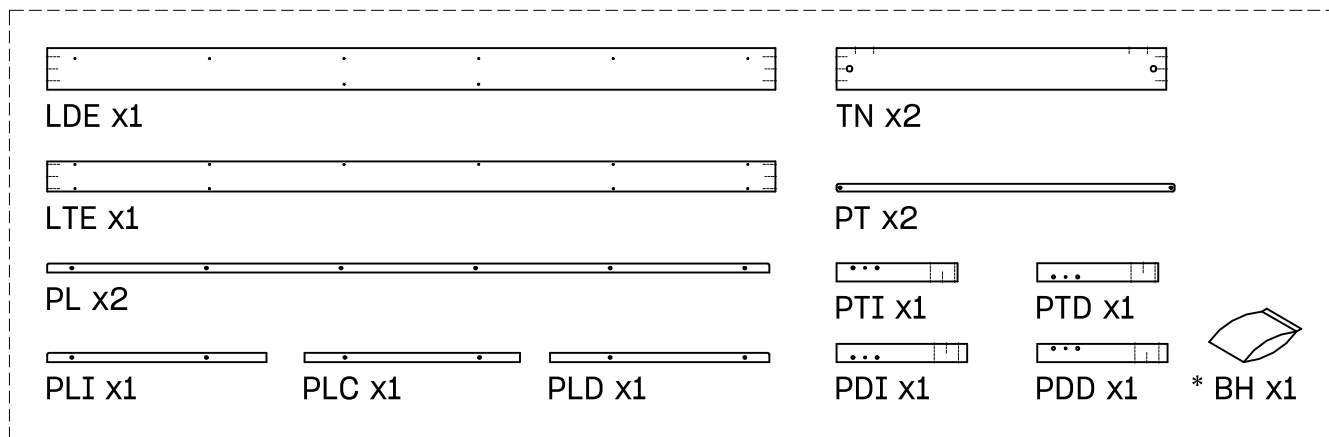 LDE x1
TN x2
LTE x1
PT x2
PL x2
PTI x1
PTD x1
PLI x1
PLC x1
PLD x1
PDI x1
PDD x1
* BH x1